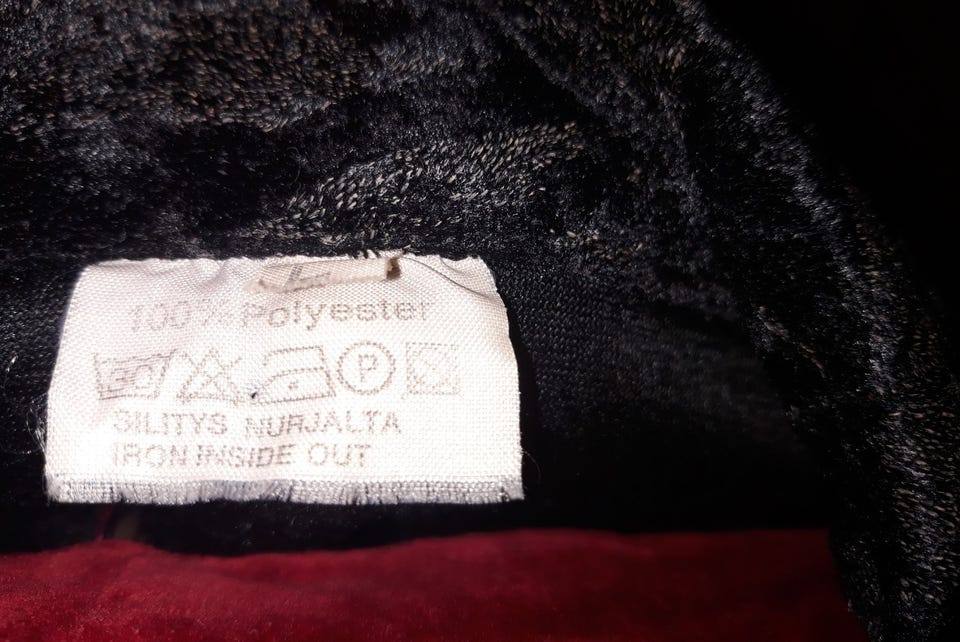 L
100% Polyester
30 P
SILITYS NURJALTA
IRON INSIDE OUT